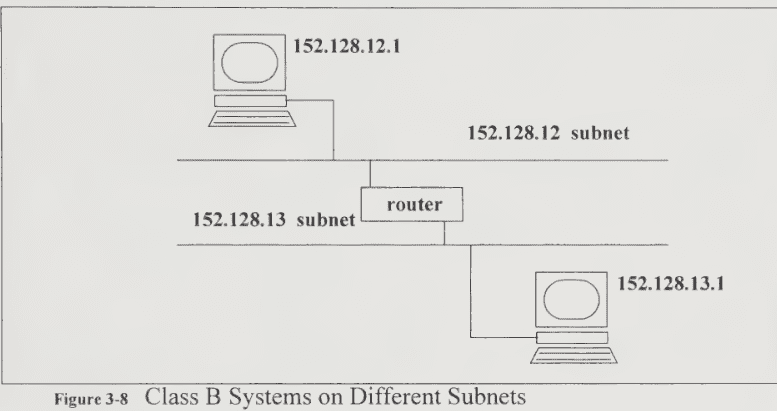 152.128.12.1
152.128.12 subnet
router
152.128.13 subnet
152.128.13.1
Figure 3-8 Class B Systems on Different Subnets